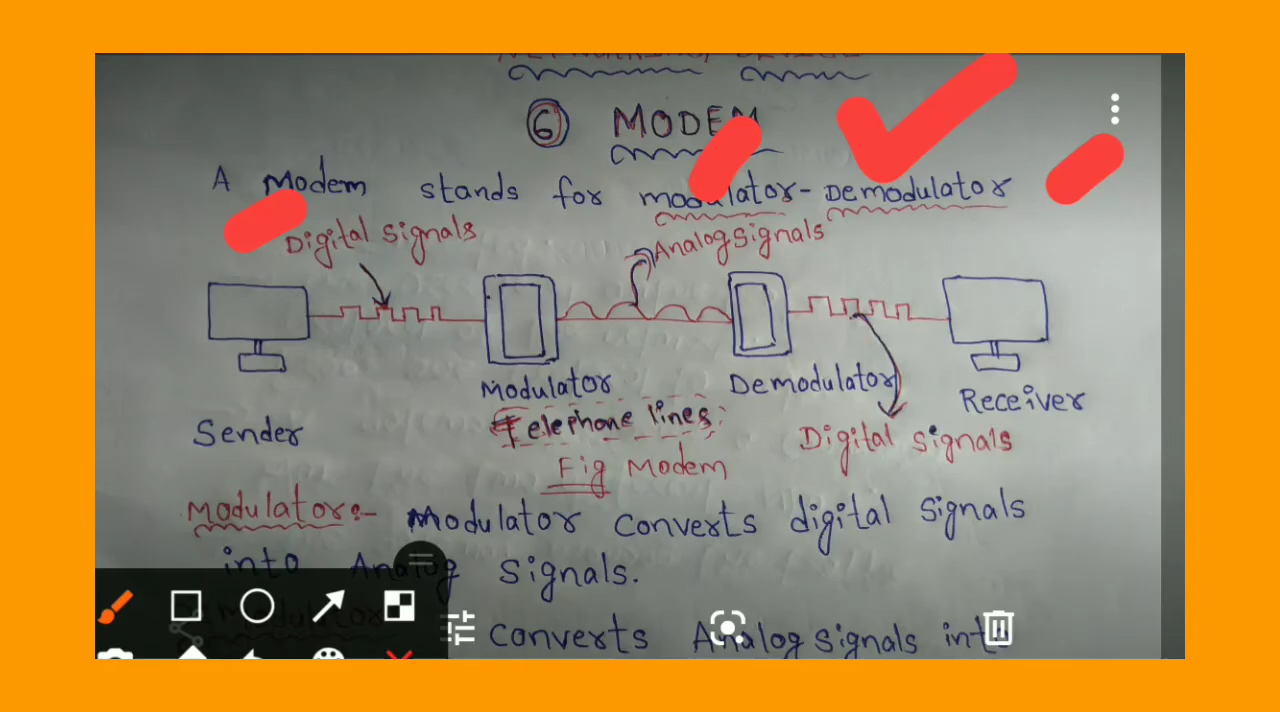 6 MODEM
A Modem stands for modulator- Demodulator
Digital Signals
Analog signals
Modulator
Demodulator
Receiver
Sender
Telephone lines
Digital signals
Fig Modem
Modulator:- Modulator converts digital signals
into Analog signals.
converts Analog signals into